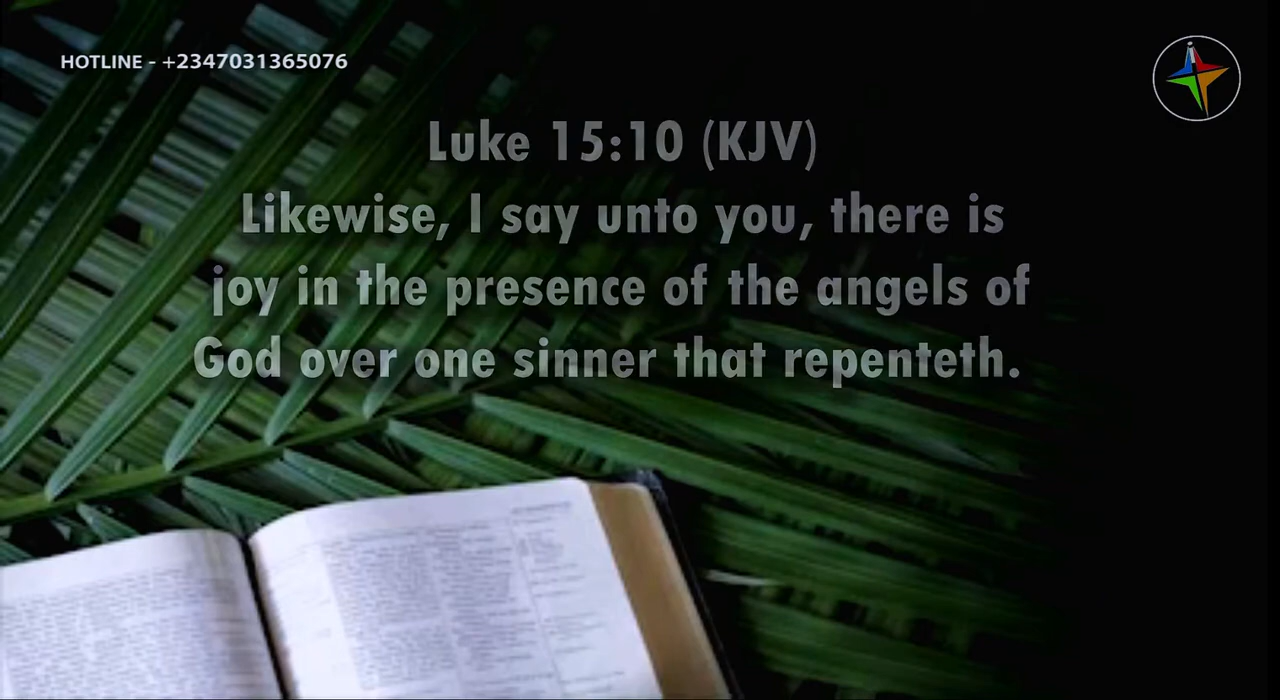 HOTLINE - +2347031365076
Luke 15:10 (KJV)
Likewise, I say unto you, there is
joy in the presence of the angels of
God over one sinner that repenteth.